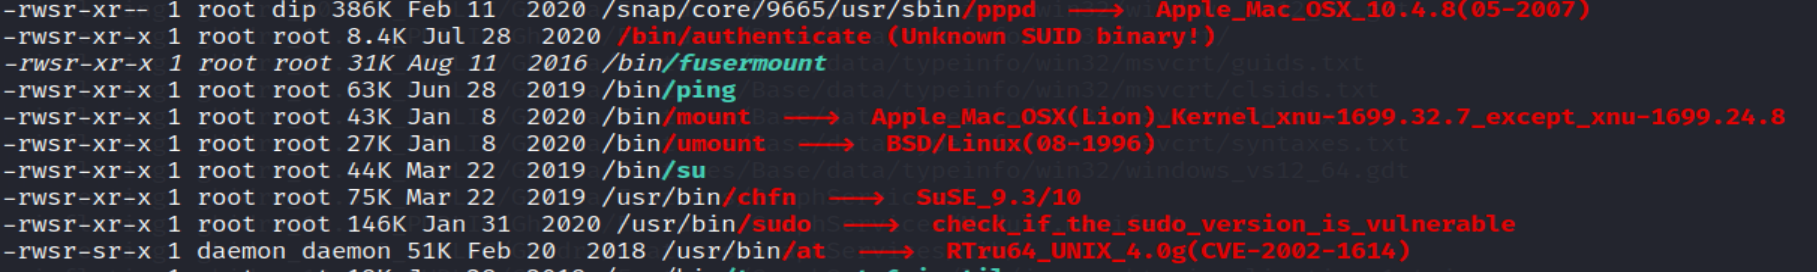 -rwsr-xr-- 1 root dip 386K Feb 11  2020 /snap/core/9665/usr/sbin/pppd ⟶ Apple_Mac_OSX_10.4.8(05-2007)
-rwsr-xr-x 1 root root 8.4K Jul 28  2020 /bin/authenticate (Unknown SUID binary!)
-rwsr-xr-x 1 root root 31K Aug 11  2016 /bin/fusermount
-rwsr-xr-x 1 root root 63K Jun 28  2019 /bin/ping
-rwsr-xr-x 1 root root 43K Jan  8  2020 /bin/mount ⟶ Apple_Mac_OSX(Lion)_Kernel_xnu-1699.32.7_except_xnu-1699.24.8
-rwsr-xr-x 1 root root 27K Jan  8  2020 /bin/umount ⟶ BSD/Linux(08-1996)
-rwsr-xr-x 1 root root 44K Mar 22  2019 /bin/su
-rwsr-xr-x 1 root root 75K Mar 22  2019 /usr/bin/chfn ⟶ SuSE_9.3/10
-rwsr-xr-x 1 root root 146K Jan 31  2020 /usr/bin/sudo ⟶ check_if_the_sudo_version_is_vulnerable
-rwsr-sr-x 1 daemon daemon 51K Feb 20  2018 /usr/bin/at ⟶ RTru64_UNIX_4.0g(CVE-2002-1614)